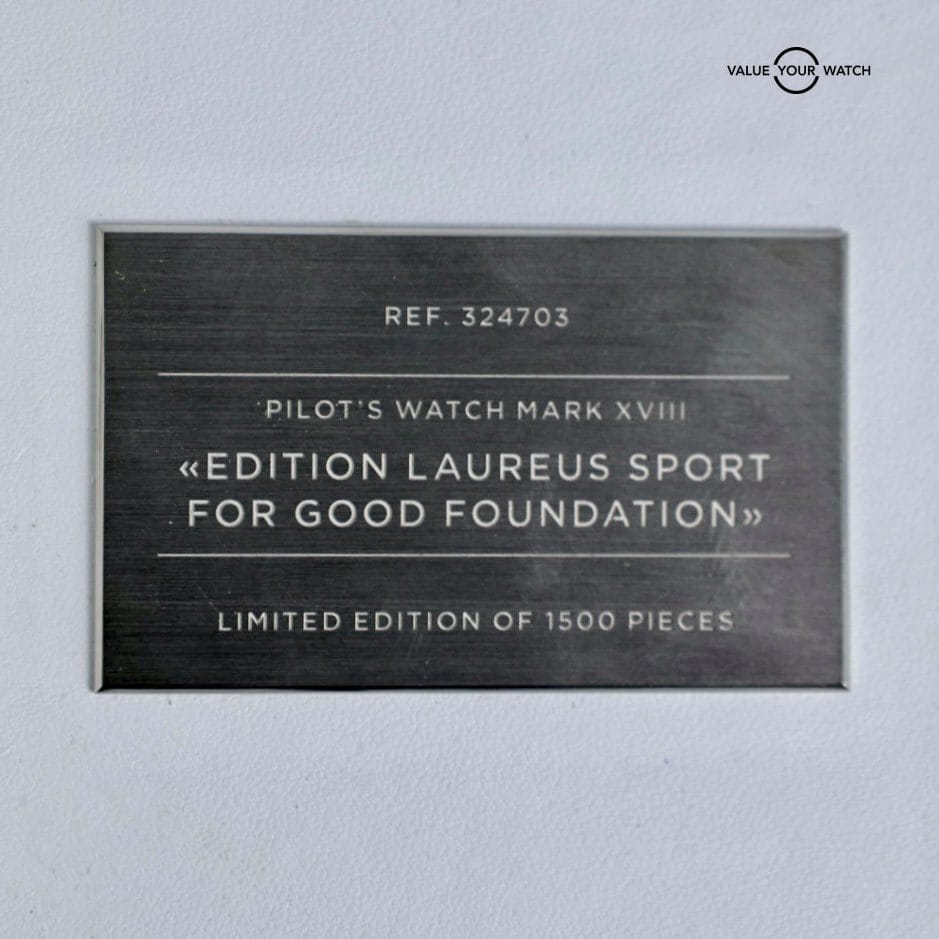 VALUE YOUR WATCH
REF. 324703
PILOT'S WATCH MARK XVIII
«EDITION LAUREUS SPORT
FOR GOOD FOUNDATION»
LIMITED EDITION OF 1500 PIECES